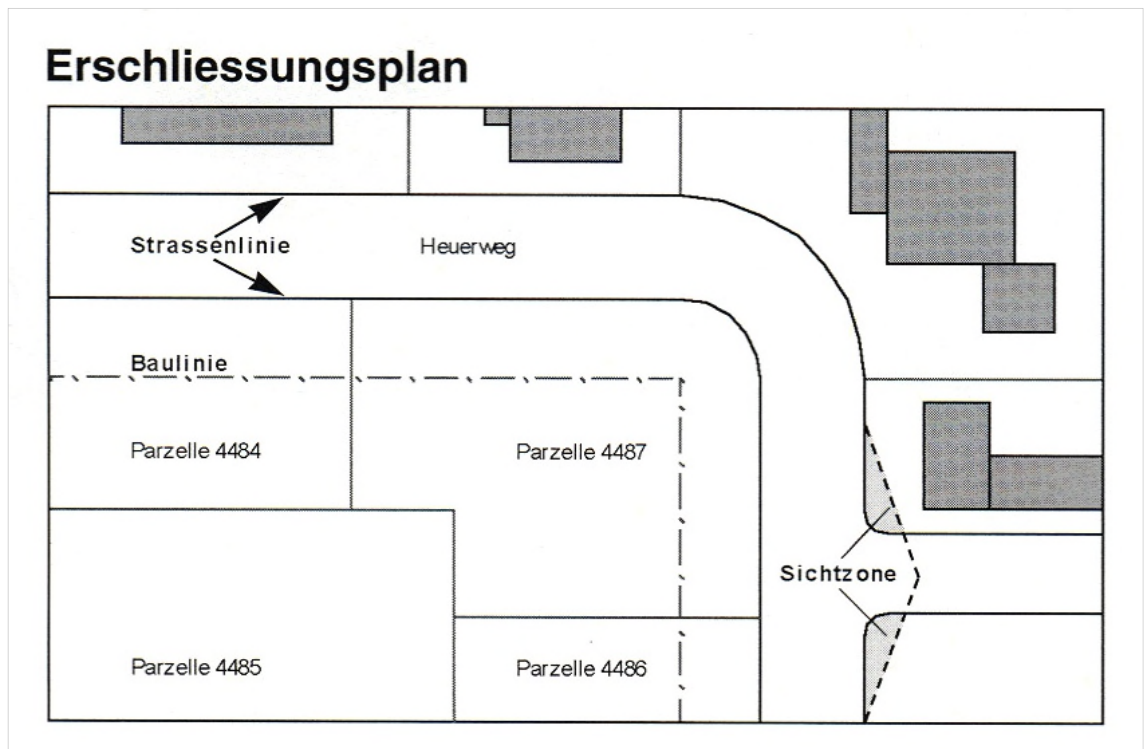 Erschliessungsplan
Strassenlinie
Heuerweg
Baulinie
Parzelle 4484
Parzelle 4487
Sichtzone
Parzelle 4485
Parzelle 4486